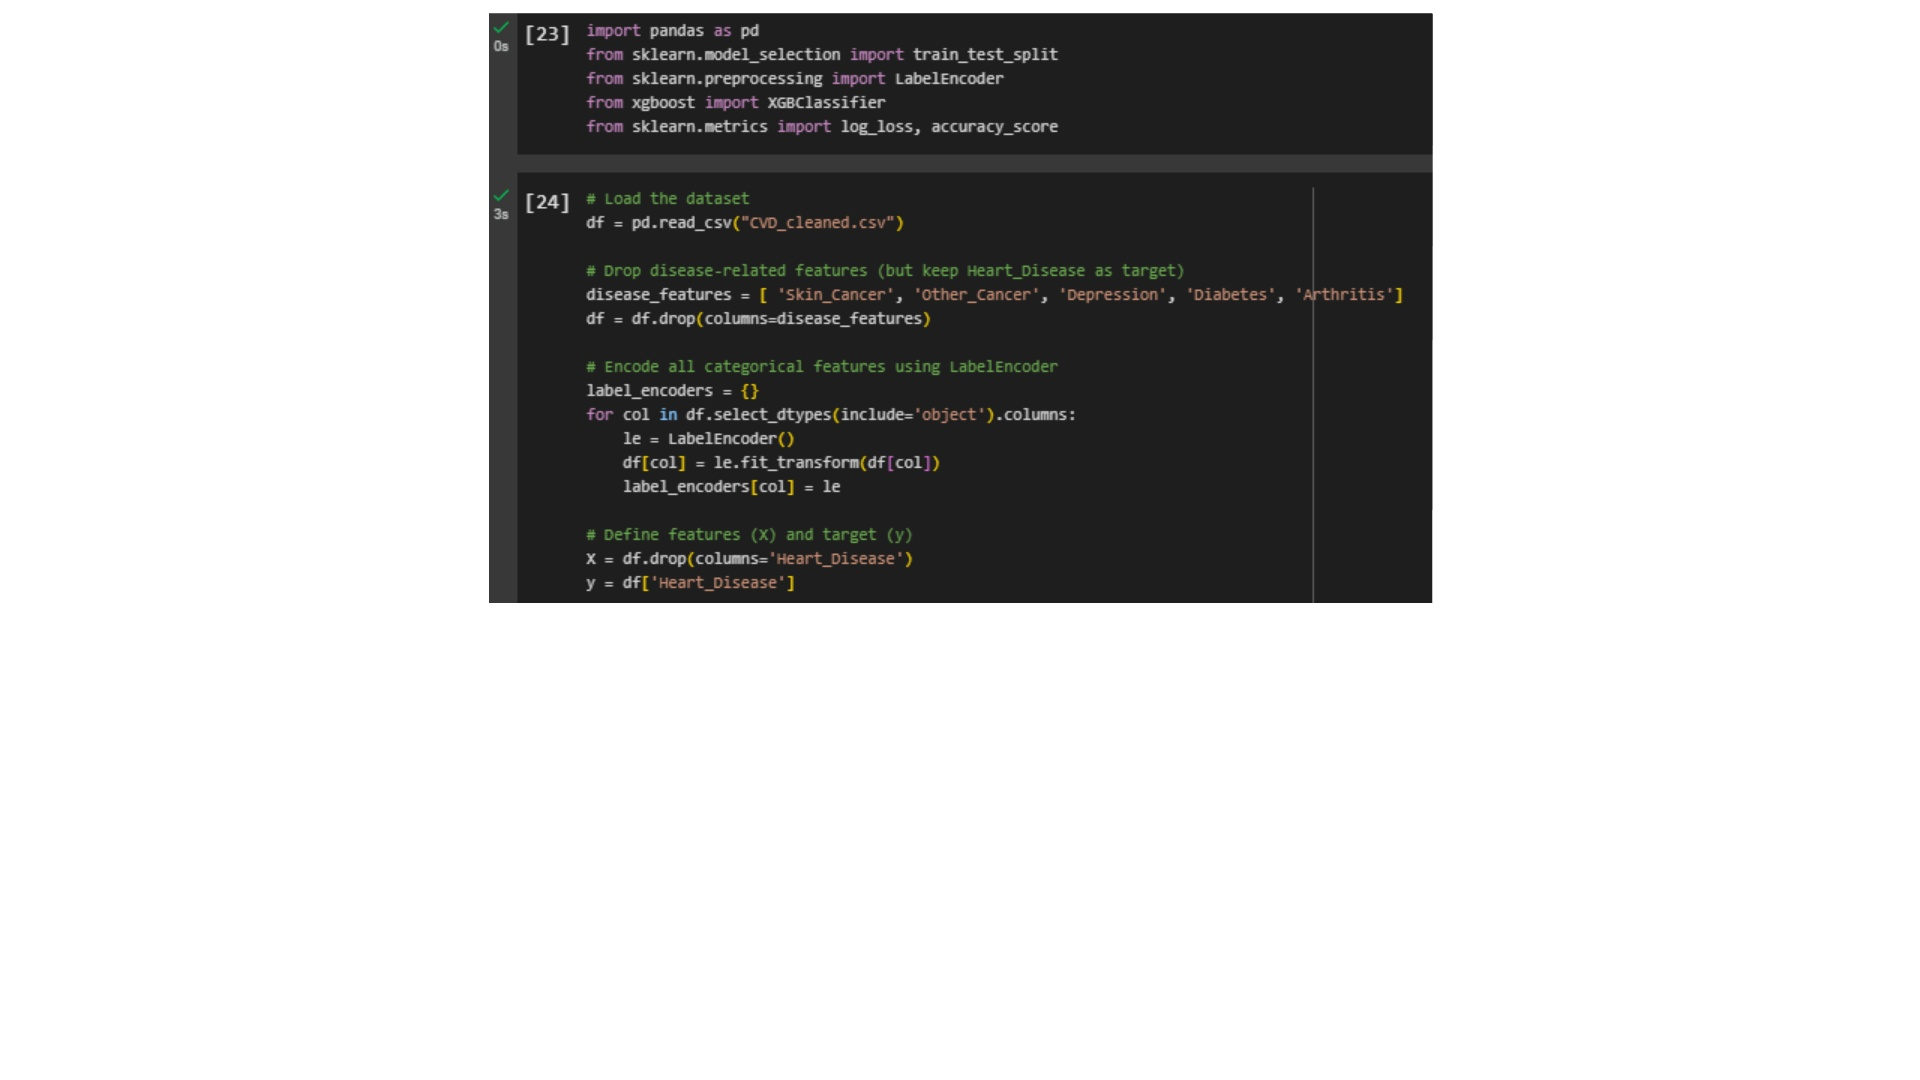 [23] import pandas as pd
0s
from sklearn.model_selection import train_test_split
from sklearn.preprocessing import LabelEncoder
from xgboost import XGBClassifier
from sklearn.metrics import log_loss, accuracy_score
[24] # Load the dataset
3s
df = pd.read_csv("CVD_cleaned.csv")
# Drop disease-related features (but keep Heart_Disease as target)
disease_features = [ 'Skin_Cancer', 'Other_Cancer', 'Depression', 'Diabetes', 'Arthritis']
df = df.drop(columns=disease_features)
# Encode all categorical features using LabelEncoder
label_encoders = {}
for col in df.select_dtypes(include='object').columns:
    le = LabelEncoder()
    df[col] = le.fit_transform(df[col])
    label_encoders[col] = le
# Define features (X) and target (y)
X = df.drop(columns='Heart_Disease')
y = df['Heart_Disease']